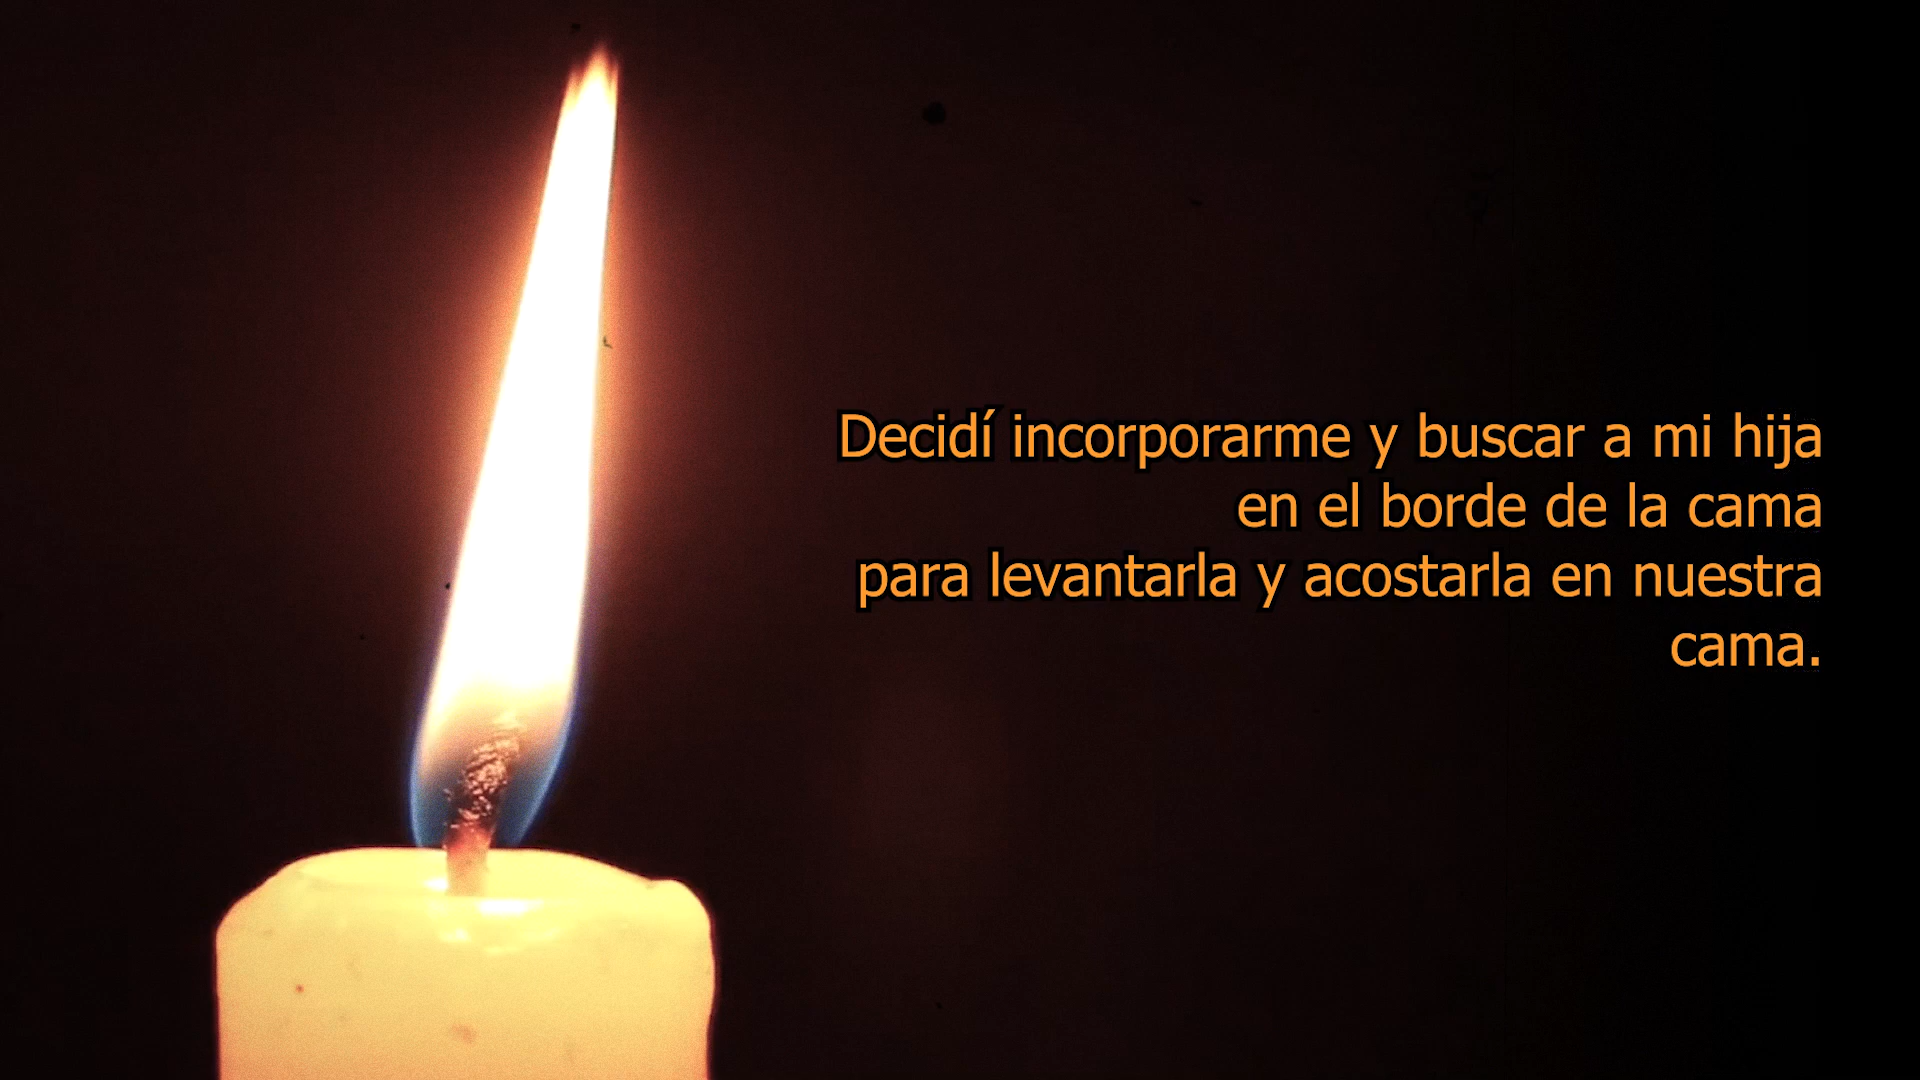 Decidí incorporarme y buscar a mi hija
en el borde de la cama
para levantarla y acostarla en nuestra
cama.